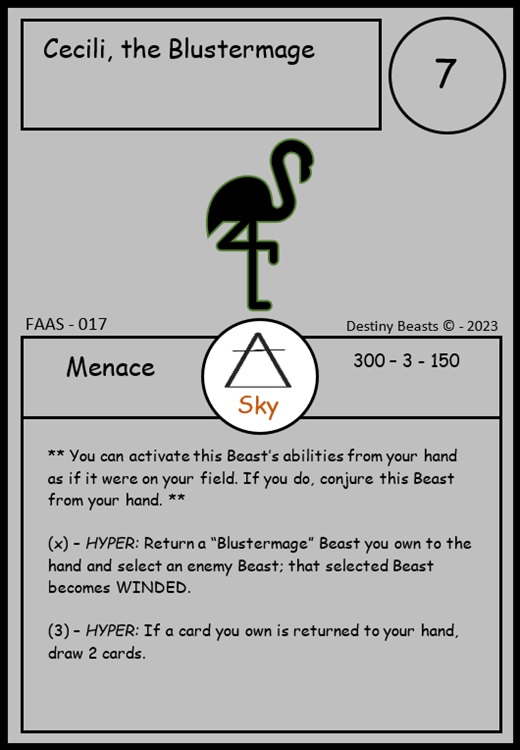 Cecili, the Blustermage
7
FAAS - 017
Destiny Beasts © - 2023
Menace
300 – 3 - 150
Sky
** You can activate this Beast's abilities from your hand
as if it were on your field. If you do, conjure this Beast
from your hand. **
(x) – HYPER: Return a “Blustermage” Beast you own to the
hand and select an enemy Beast; that selected Beast
becomes WINDED.
(3) – HYPER: If a card you own is returned to your hand,
draw 2 cards.